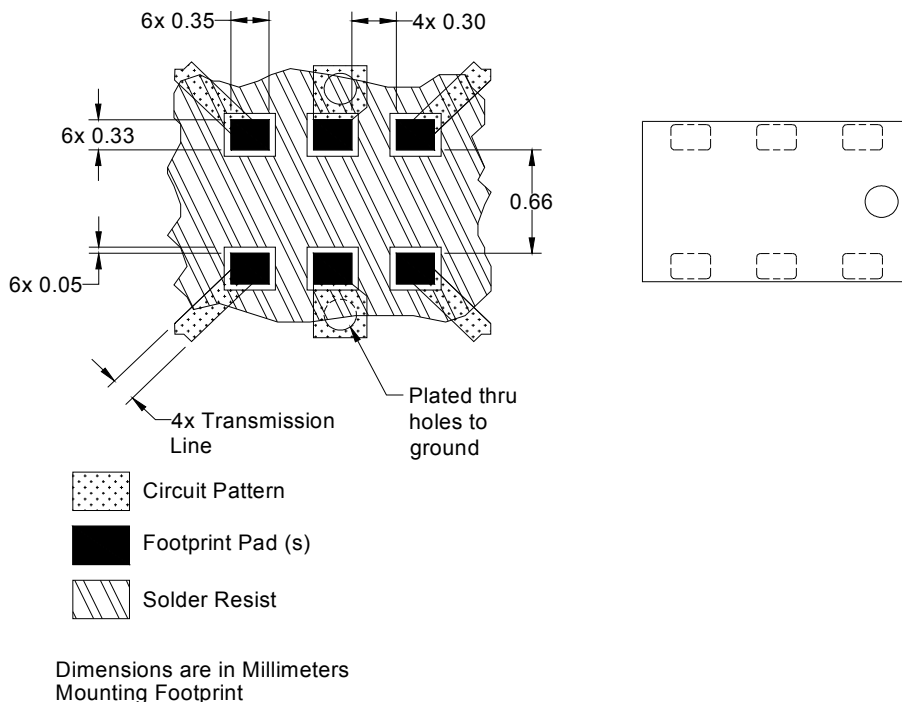 6x 0.35
4x 0.30
6x 0.33
0.66
6x 0.05
4x Transmission
Line
Plated thru
holes to
ground
Circuit Pattern
Footprint Pad (s)
Solder Resist
Dimensions are in Millimeters
Mounting Footprint